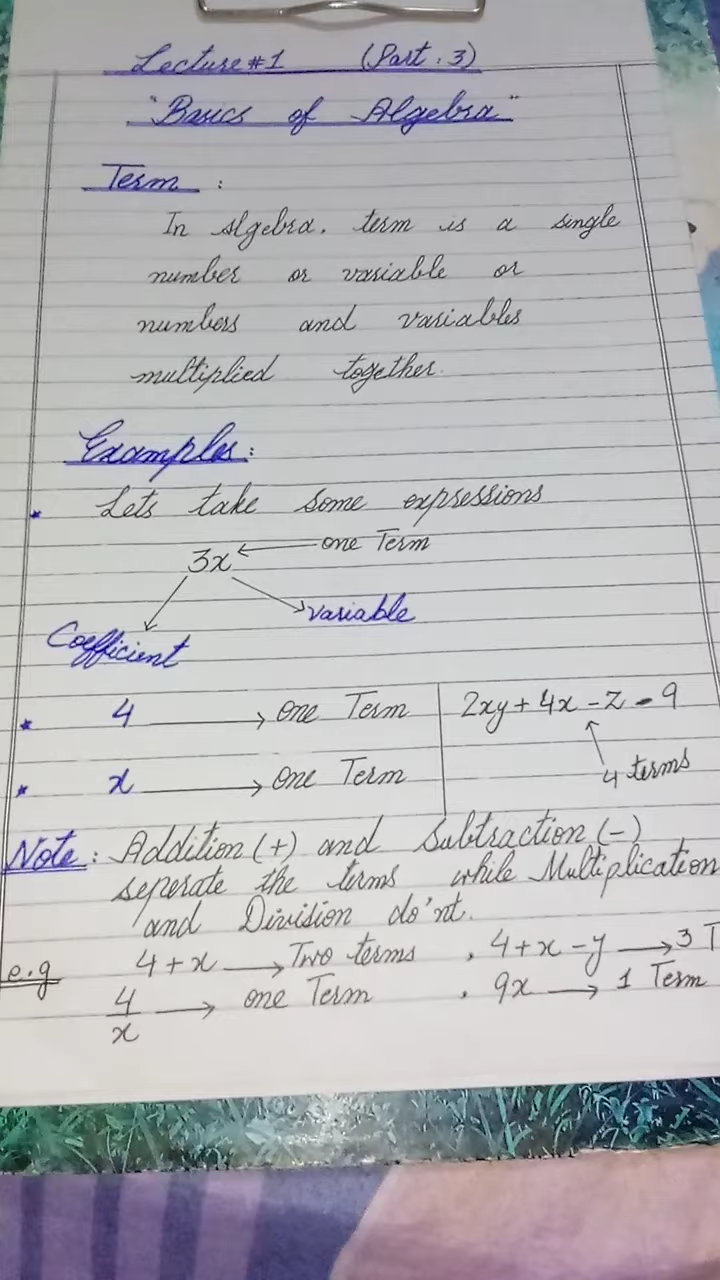 Lecture #1 (Part : 3)
"Basics of Algebra"
Term :
In algebra, term is a single
number or variable or
numbers and variables
multiplied together.
Examples:
* Lets take some expressions
3x ← one Term
variable
Coefficient
* 4 → one Term
2xy + 4x - z - 9
4 terms
* x → one Term
Note: Addition (+) and Subtraction (-)
seperate the terms while Multiplication
and Division do'nt.
e.g 4 + x → Two terms , 4 + x - y → 3 T
4/x → one Term , 9x → 1 Term